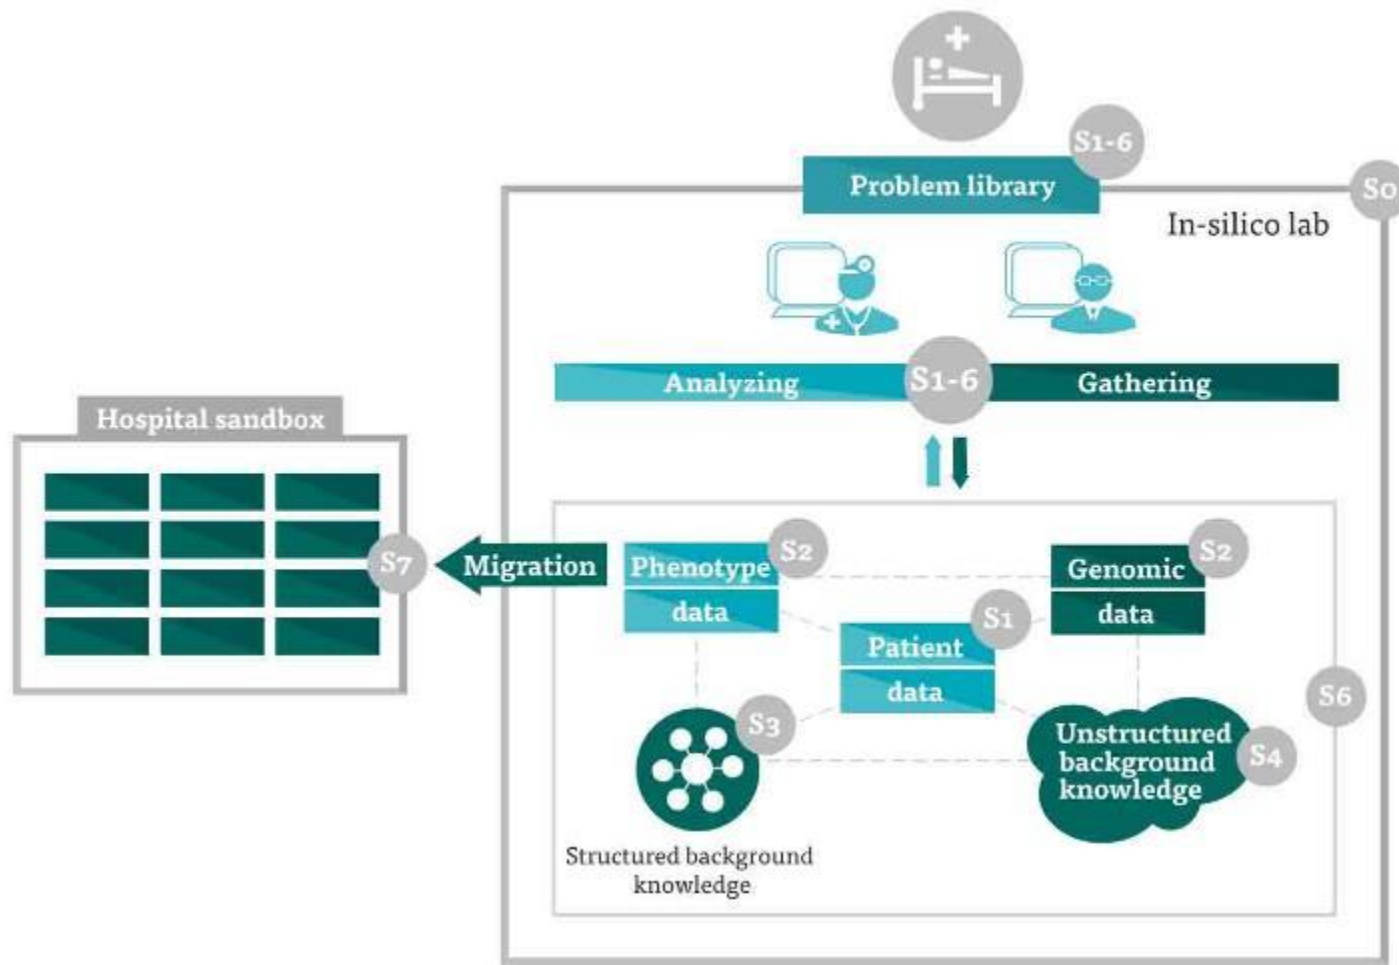 S1-6
Problem library
S0
In-silico lab
Analyzing
S1-6
Gathering
Hospital sandbox
S7
Migration
Phenotype
data
S2
Genomic
data
S2
Patient
data
S1
S6
S3
Structured background
knowledge
Unstructured
background
knowledge
S4